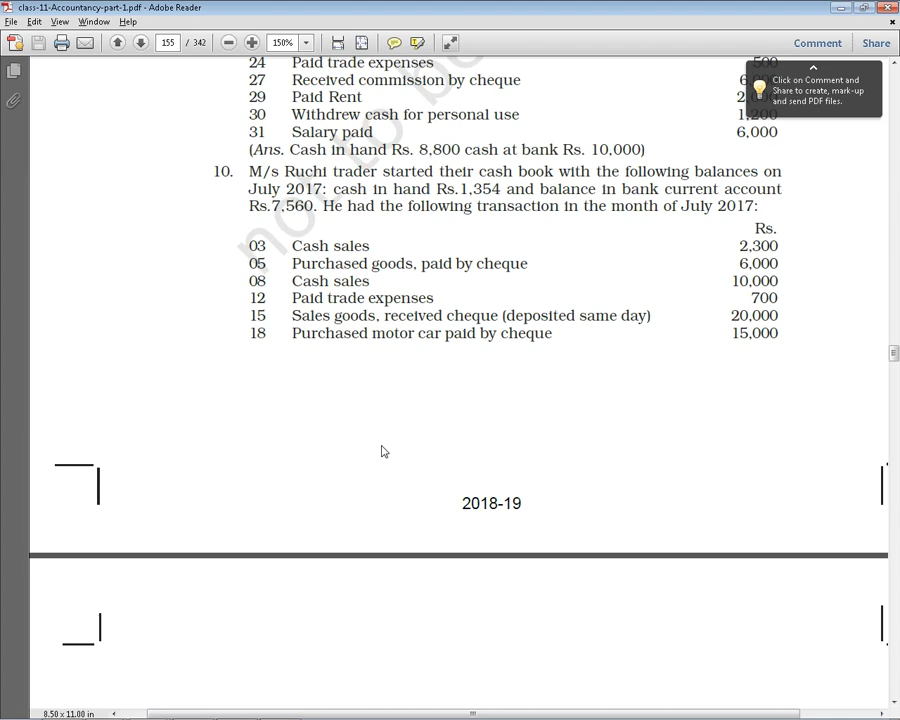 class-11-Accountancy-part-1.pdf - Adobe Reader
File Edit View Window Help
155 / 342 150% Comment Share
24 Paid trade expenses 500
27 Received commission by cheque
29 Paid Rent
30 Withdrew cash for personal use 1,200
31 Salary paid 6,000
Click on Comment and
Share to create, mark-up
and send PDF files.
(Ans. Cash in hand Rs. 8,800 cash at bank Rs. 10,000)
10. M/s Ruchi trader started their cash book with the following balances on
July 2017: cash in hand Rs.1,354 and balance in bank current account
Rs.7,560. He had the following transaction in the month of July 2017:
Rs.
03 Cash sales 2,300
05 Purchased goods, paid by cheque 6,000
08 Cash sales 10,000
12 Paid trade expenses 700
15 Sales goods, received cheque (deposited same day) 20,000
18 Purchased motor car paid by cheque 15,000
not to be
2018-19
8.50 x 11.00 in